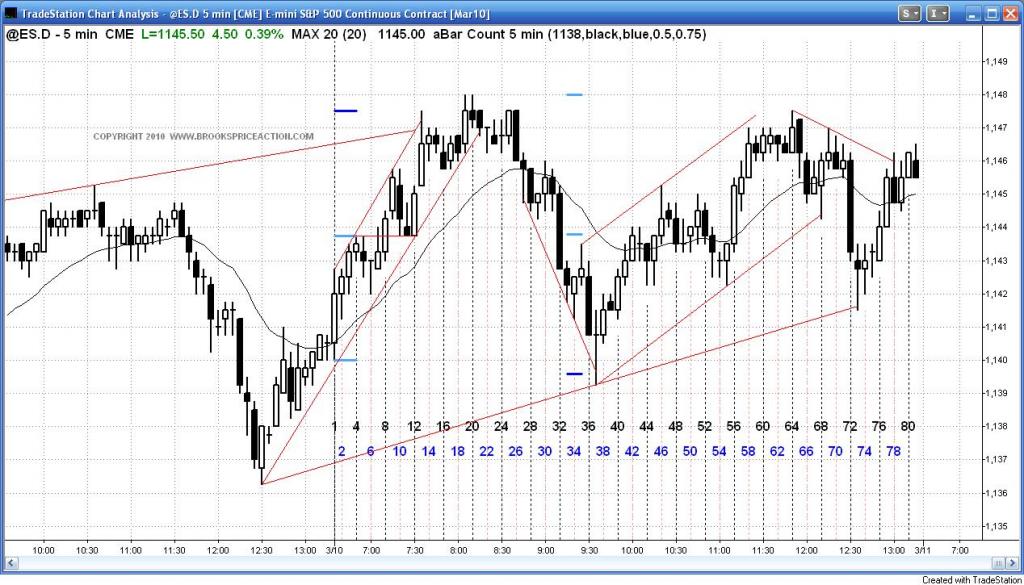 TradeStation Chart Analysis - @ES.D 5 min [CME] E-mini S&P 500 Continuous Contract [Mar10]
S
I
@ES.D - 5 min CME L=1145.50 4.50 0.39% MAX 20 (20) 1145.00 aBar Count 5 min (1138,black,blue,0.5,0.75)
1,149
1,148
1,147
COPYRIGHT 2010 WWW.BROOKSPRICEACTION.COM
1,146
1,145
1,144
1,143
1,142
1,141
1,140
1,139
1,138
1 4 8 12 16 20 24 28 32 36 40 44 48 52 56 60 64 68 72 76 80
2 6 10 14 18 22 26 30 34 38 42 46 50 54 58 62 66 70 74 78
1,137
1,136
1,135
10:00 10:30 11:00 11:30 12:00 12:30 3/10 7:00 7:30 8:00 8:30 9:00 9:30 10:00 10:30 11:00 11:30 12:00 12:30 13:00 3/11 7:00
Created with TradeStation